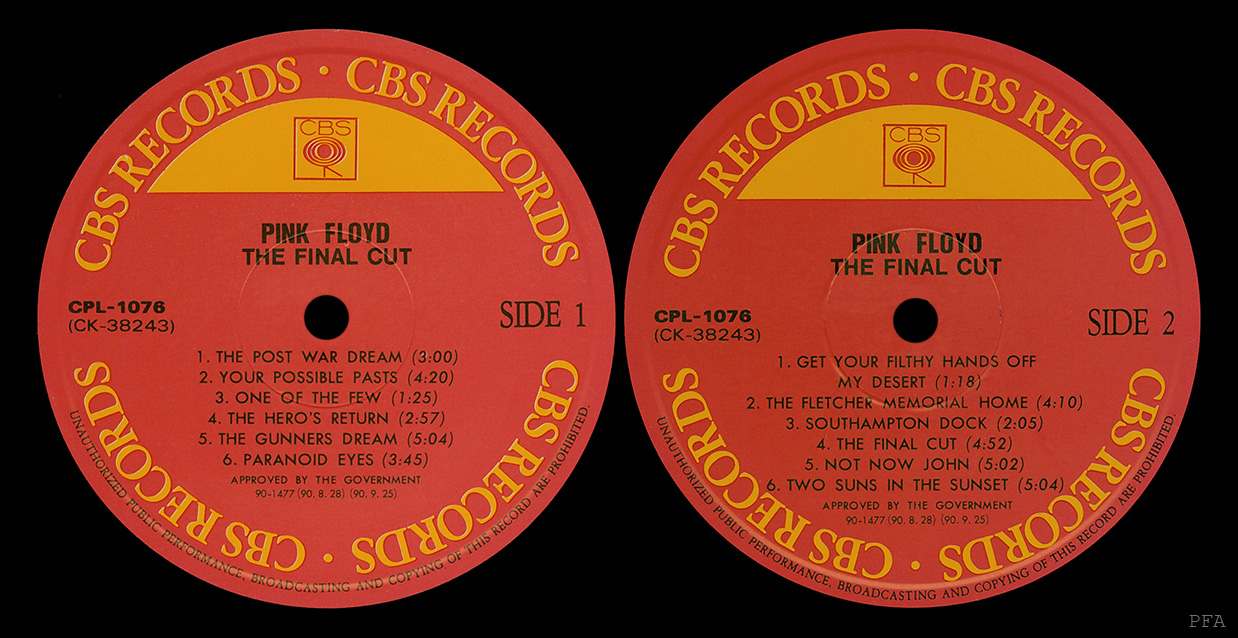 CBS RECORDS · CBS RECORDS
CBS
PINK FLOYD
THE FINAL CUT
CPL-1076
(CK-38243)
SIDE 1
1. THE POST WAR DREAM (3:00)
2. YOUR POSSIBLE PASTS (4:20)
3. ONE OF THE FEW (1:25)
4. THE HERO'S RETURN (2:57)
5. THE GUNNERS DREAM (5:04)
6. PARANOID EYES (3:45)
APPROVED BY THE GOVERNMENT
90-1477 (90. 8. 28) (90. 9. 25)
CBS RECORDS · CBS RECORDS
UNAUTHORIZED PUBLIC PERFORMANCE, BROADCASTING AND COPYING OF THIS RECORD ARE PROHIBITED.
CBS RECORDS · CBS RECORDS
CBS
PINK FLOYD
THE FINAL CUT
CPL-1076
(CK-38243)
SIDE 2
1. GET YOUR FILTHY HANDS OFF
MY DESERT (1:18)
2. THE FLETCHER MEMORIAL HOME (4:10)
3. SOUTHAMPTON DOCK (2:05)
4. THE FINAL CUT (4:52)
5. NOT NOW JOHN (5:02)
6. TWO SUNS IN THE SUNSET (5:04)
APPROVED BY THE GOVERNMENT
90-1477 (90. 8. 28) (90. 9. 25)
CBS RECORDS · CBS RECORDS
UNAUTHORIZED PUBLIC PERFORMANCE, BROADCASTING AND COPYING OF THIS RECORD ARE PROHIBITED.
PFA